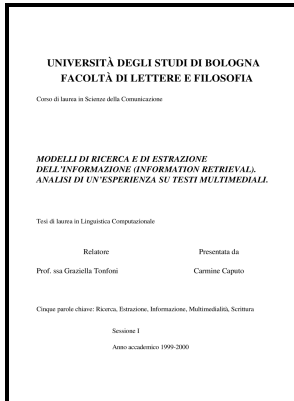 UNIVERSITÀ DEGLI STUDI DI BOLOGNA
FACOLTÀ DI LETTERE E FILOSOFIA
Corso di laurea in Scienze della Comunicazione
MODELLI DI RICERCA E DI ESTRAZIONE
DELL'INFORMAZIONE (INFORMATION RETRIEVAL).
ANALISI DI UN'ESPERIENZA SU TESTI MULTIMEDIALI.
Tesi di laurea in Linguistica Computazionale
Relatore Presentata da
Prof. ssa Graziella Tonfoni Carmine Caputo
Cinque parole chiave: Ricerca, Estrazione, Informazione, Multimedialità, Scrittura
Sessione I
Anno accademico 1999-2000